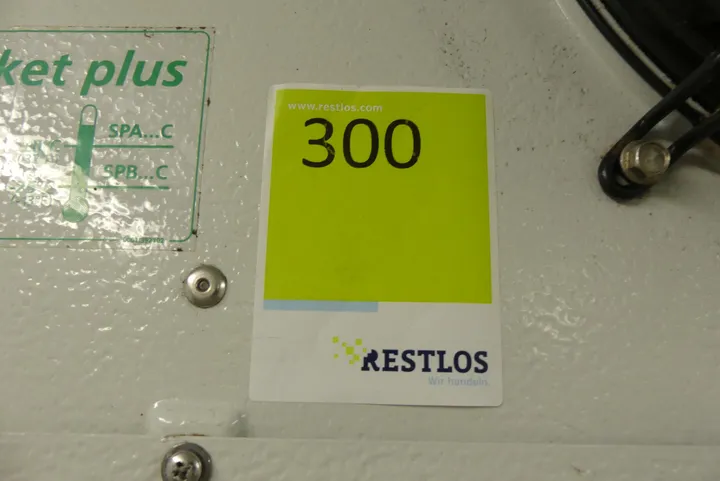 ket plus
SPA...C
SPB...C
www.restlos.com
300
RESTLOS
Wir handeln.